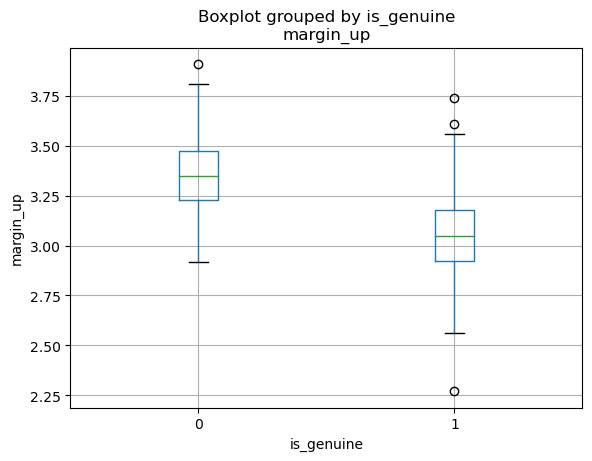 Boxplot grouped by is_genuine
margin_up
3.75
3.50
3.25
3.00
2.75
2.50
2.25
margin_up
0
1
is_genuine